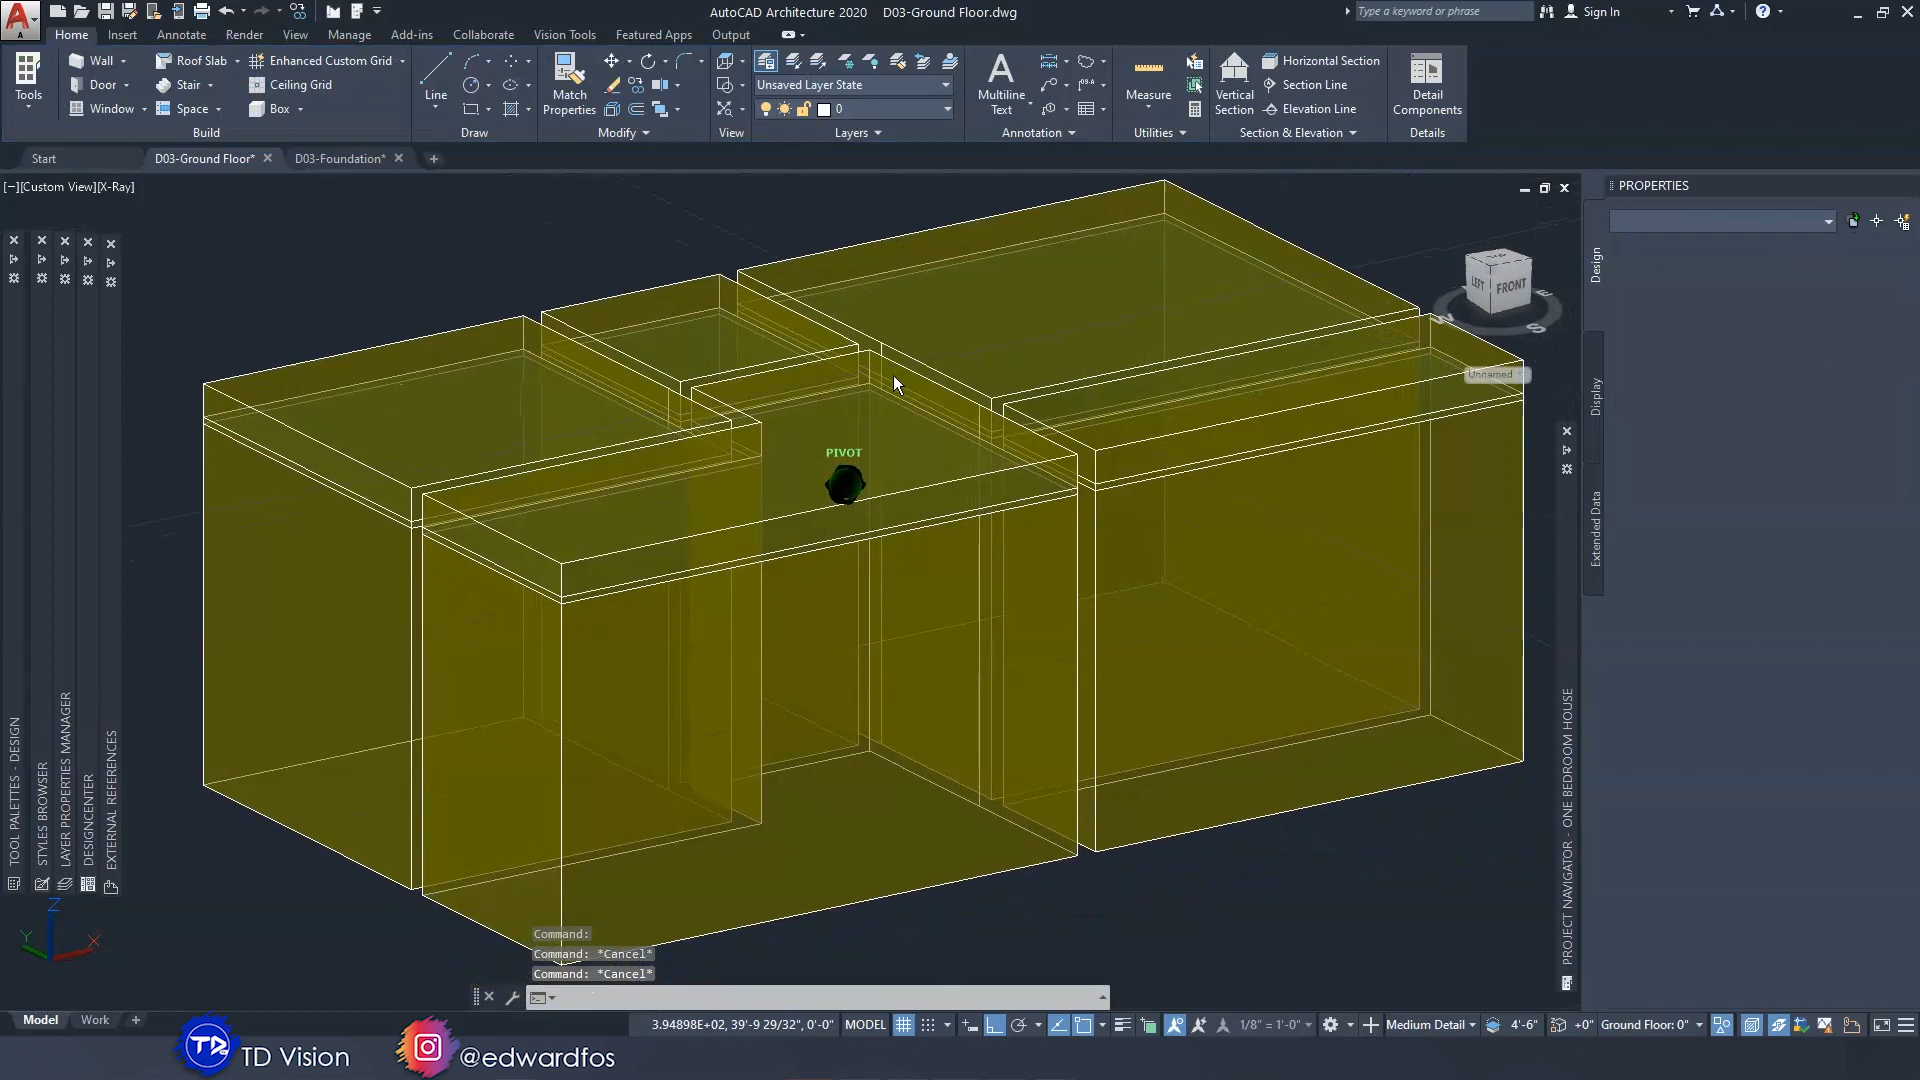 AutoCAD Architecture 2020 D03-Ground Floor.dwg
Type a keyword or phrase
Sign In
Home Insert Annotate Render View Manage Add-ins Collaborate Vision Tools Featured Apps Output
Tools
Wall
Door
Window
Roof Slab
Stair
Space
Enhanced Custom Grid
Ceiling Grid
Box
Build
Line
Draw
Match
Properties
Modify
View
Unsaved Layer State
0
Layers
Multiline
Text
Annotation
Measure
Utilities
Vertical
Section
Horizontal Section
Section Line
Elevation Line
Section & Elevation
Detail
Components
Details
Start D03-Ground Floor* D03-Foundation*
[−][Custom View][X-Ray]
PROPERTIES
Design
Display
Extended Data
TOP
LEFT
FRONT
W
S
E
Unnamed
PIVOT
TOOL PALETTES - DESIGN
STYLES BROWSER
LAYER PROPERTIES MANAGER
DESIGNCENTER
EXTERNAL REFERENCES
PROJECT NAVIGATOR - ONE BEDROOM HOUSE
Z
Y
X
Command:
Command: *Cancel*
Command: *Cancel*
Model Work
3.94898E+02, 39'-9 29/32", 0'-0" MODEL 1/8" = 1'-0" Medium Detail 4'-6" +0" Ground Floor: 0"
TD TD Vision @edwardfos